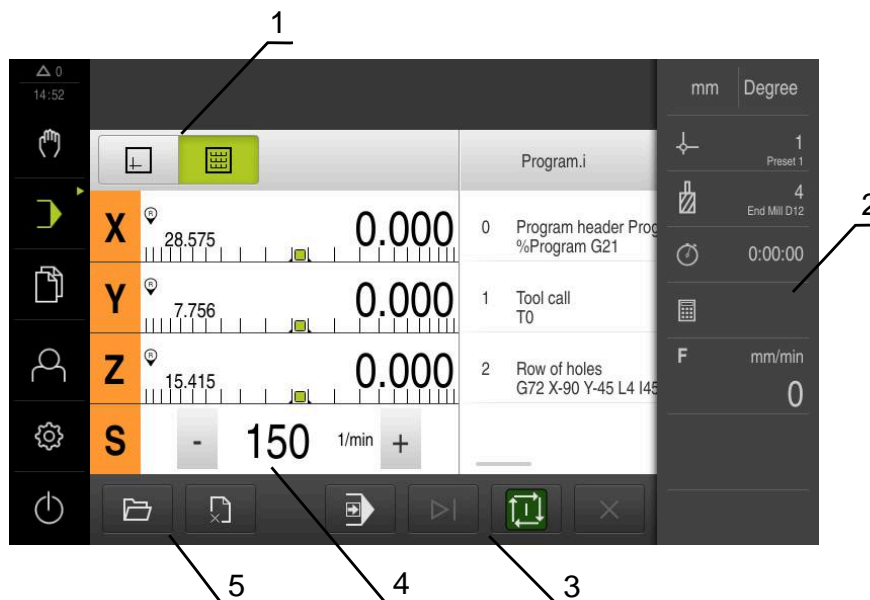 1
0
14:52
mm Degree
1
Preset 1
4
End Mill D12
2
0:00:00
F mm/min
0
Program.i
X R 28.575 0.000
Y R 7.756 0.000
Z R 15.415 0.000
S - 150 1/min +
0 Program header Prog
%Program G21
1 Tool call
T0
2 Row of holes
G72 X-90 Y-45 L4 I45
5
4
3